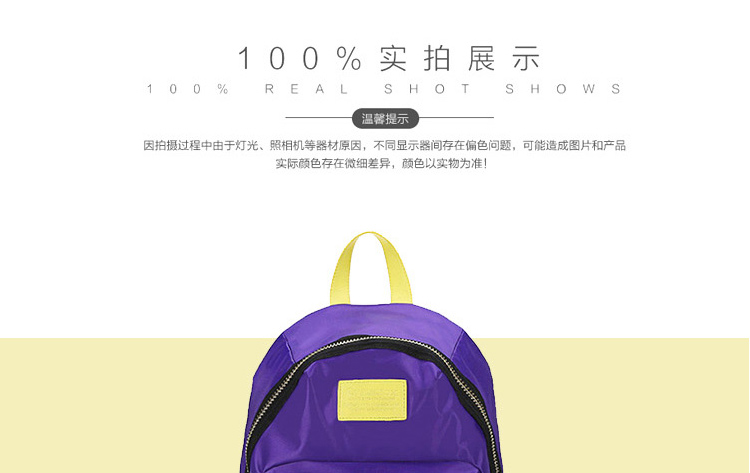 100%实拍展示
100% REAL SHOT SHOWS
温馨提示
因拍摄过程中由于灯光、照相机等器材原因，不同显示器间存在偏色问题，可能造成图片和产品
实际颜色存在微细差异，颜色以实物为准！